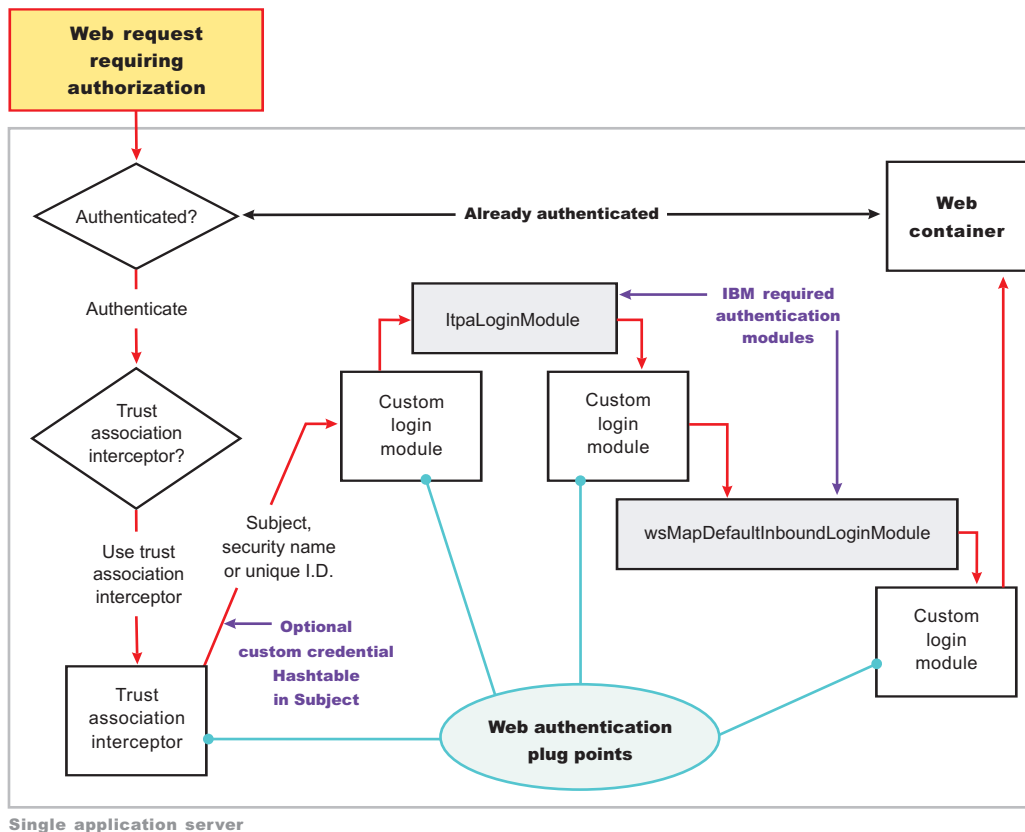 Web request
requiring
authorization
Authenticated?
Already authenticated
Web
container
Authenticate
ltpaLoginModule
IBM required
authentication
modules
Trust
association
interceptor?
Custom
login
module
Custom
login
module
Use trust
association
interceptor
Subject,
security name
or unique I.D.
wsMapDefaultInboundLoginModule
Optional
custom credential
Hashtable
in Subject
Custom
login
module
Trust
association
interceptor
Web authentication
plug points
Single application server